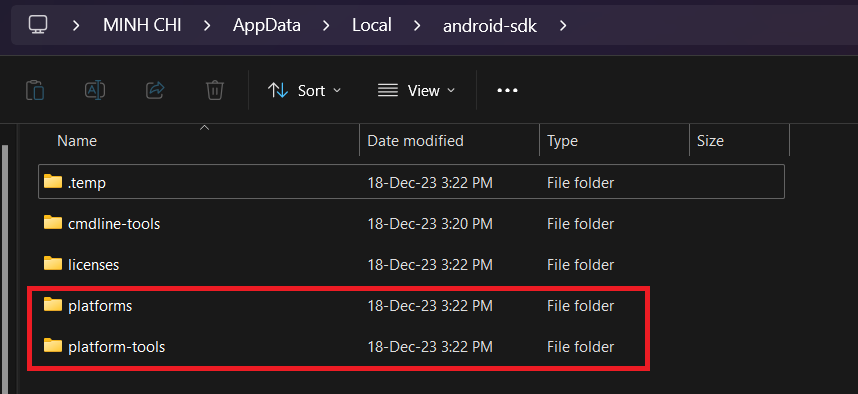 MINH CHI > AppData > Local > android-sdk >
Sort View
Name Date modified Type Size
.temp 18-Dec-23 3:22 PM File folder
cmdline-tools 18-Dec-23 3:20 PM File folder
licenses 18-Dec-23 3:22 PM File folder
platforms 18-Dec-23 3:22 PM File folder
platform-tools 18-Dec-23 3:22 PM File folder